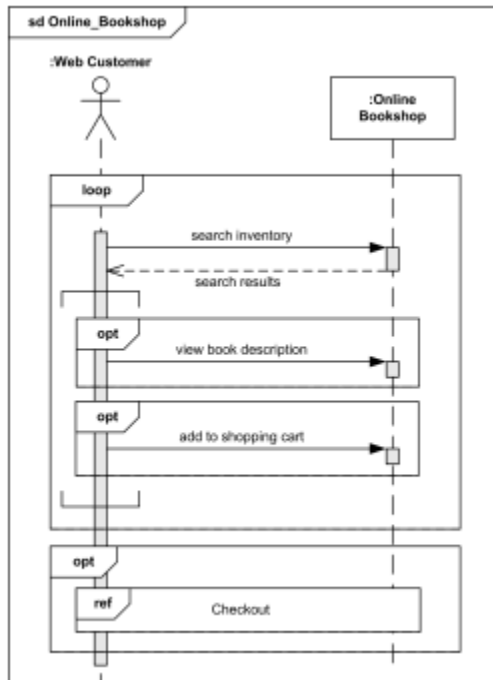 sd Online_Bookshop
:Web Customer
:Online
Bookshop
loop
search inventory
search results
opt
view book description
opt
add to shopping cart
opt
ref
Checkout